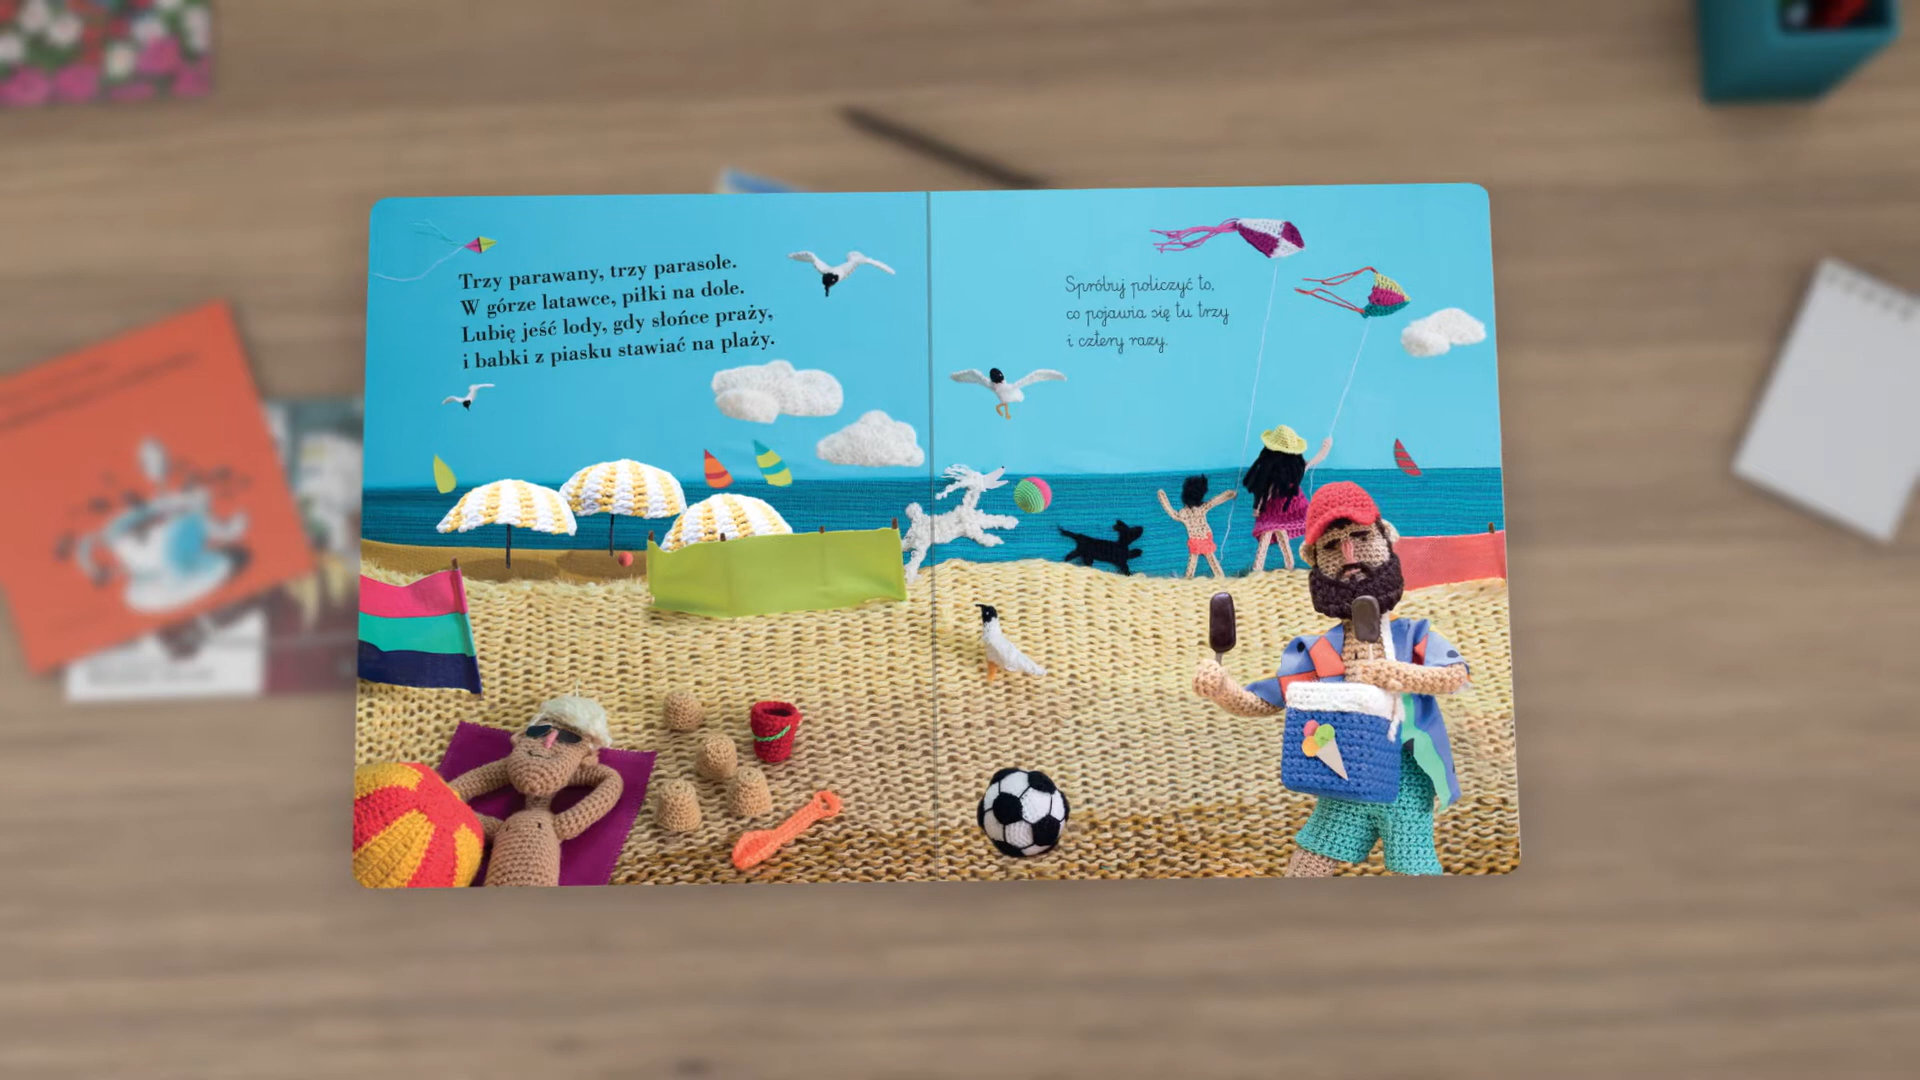 Trzy parawany, trzy parasole.
W górze latawce, piłki na dole.
Lubię jeść lody, gdy słońce praży,
i babki z piasku stawiać na plaży.
Spróbuj policzyć to,
co pojawia się tu trzy
i cztery razy.